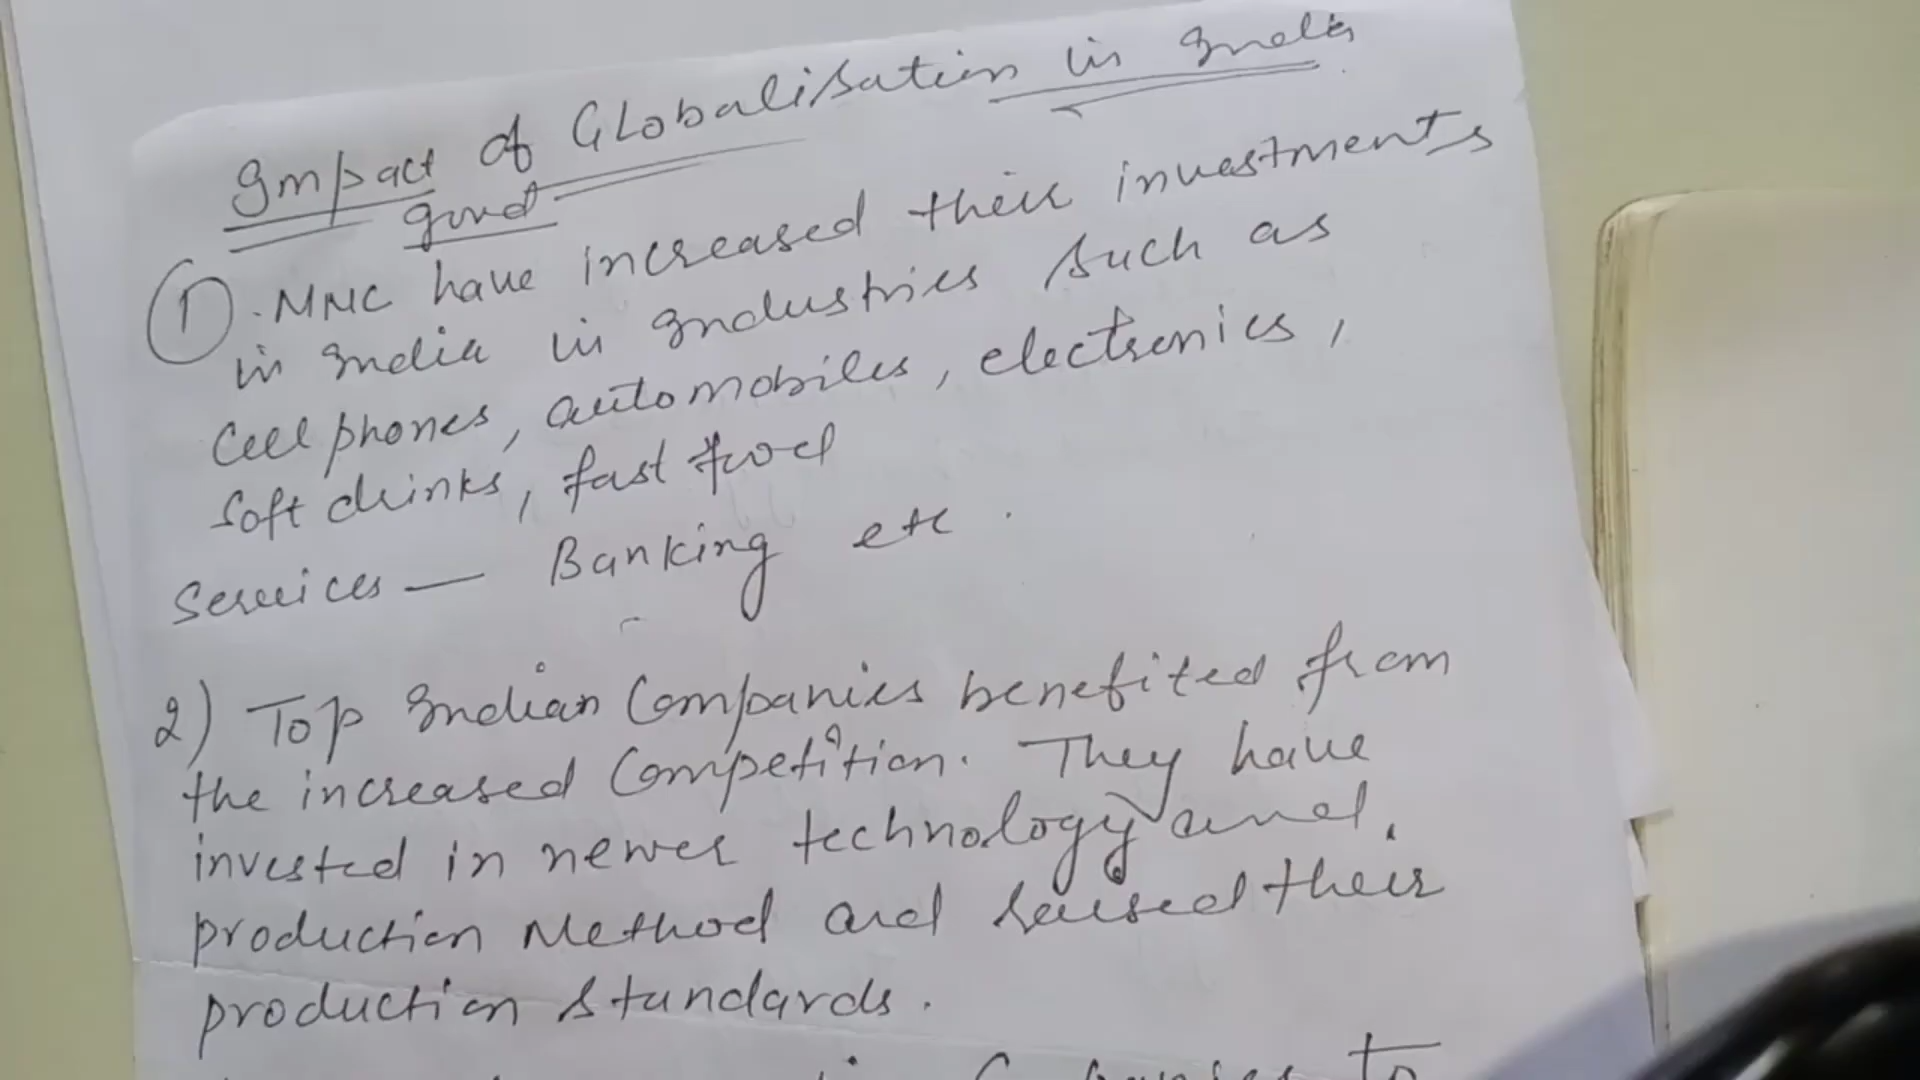 Impact of Globalisation in India
good
1). MNC have increased their investments
in India in Industries such as
Cell phones, automobiles, electronics,
Soft drinks, fast food
Services — Banking etc.
2) Top Indian Companies benefited from
the increased Competition. They have
invested in newer technology and
production Method and raised their
production standards.
to